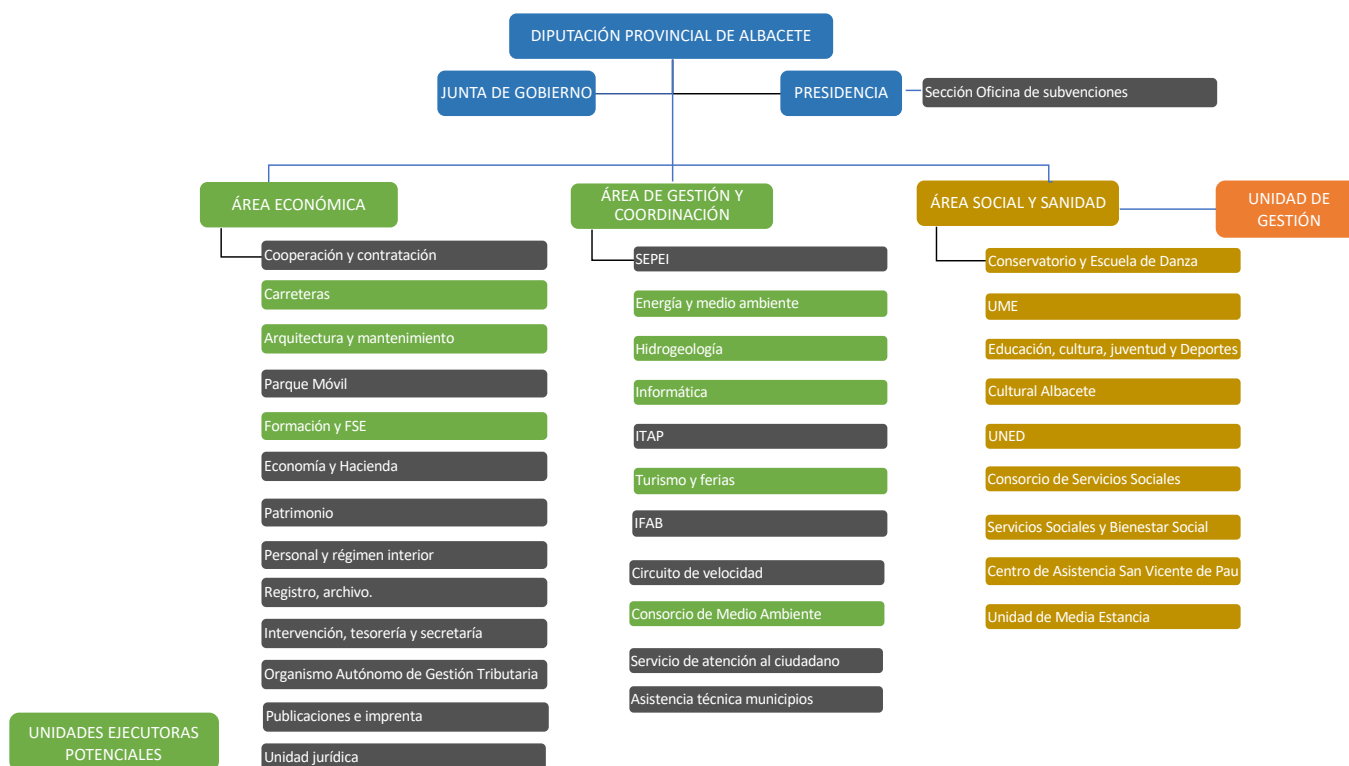 DIPUTACIÓN PROVINCIAL DE ALBACETE
JUNTA DE GOBIERNO
PRESIDENCIA
Sección Oficina de subvenciones
ÁREA ECONÓMICA
Cooperación y contratación
Carreteras
Arquitectura y mantenimiento
Parque Móvil
Formación y FSE
Economía y Hacienda
Patrimonio
Personal y régimen interior
Registro, archivo.
Intervención, tesorería y secretaría
Organismo Autónomo de Gestión Tributaria
Publicaciones e imprenta
Unidad jurídica
ÁREA DE GESTIÓN Y
COORDINACIÓN
SEPEI
Energía y medio ambiente
Hidrogeología
Informática
ITAP
Turismo y ferias
IFAB
Circuito de velocidad
Consorcio de Medio Ambiente
Servicio de atención al ciudadano
Asistencia técnica municipios
ÁREA SOCIAL Y SANIDAD
Conservatorio y Escuela de Danza
UME
Educación, cultura, juventud y Deportes
Cultural Albacete
UNED
Consorcio de Servicios Sociales
Servicios Sociales y Bienestar Social
Centro de Asistencia San Vicente de Pau
Unidad de Media Estancia
UNIDAD DE
GESTIÓN
UNIDADES EJECUTORAS
POTENCIALES